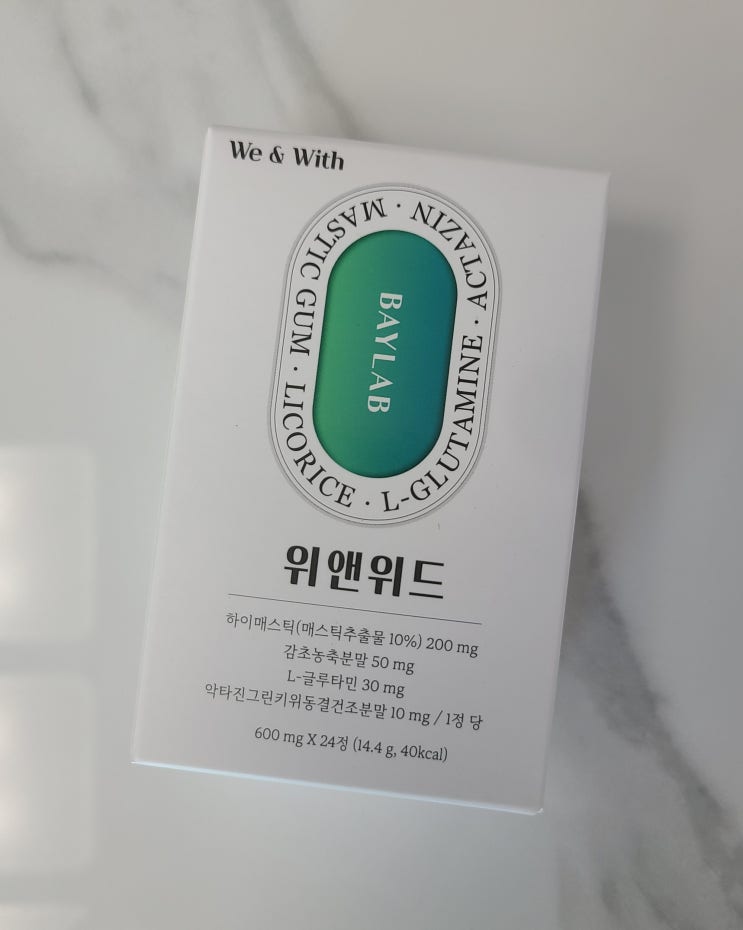 We & With
MASTIC GUM · LICORICE · L-GLUTAMINE · ACTAZIN ·
BAYLAB
위앤위드
하이매스틱(매스틱추출물 10%) 200 mg
감초농축분말 50 mg
L-글루타민 30 mg
악타진그린키위동결건조분말 10 mg / 1정 당
600 mg X 24정 (14.4 g, 40kcal)